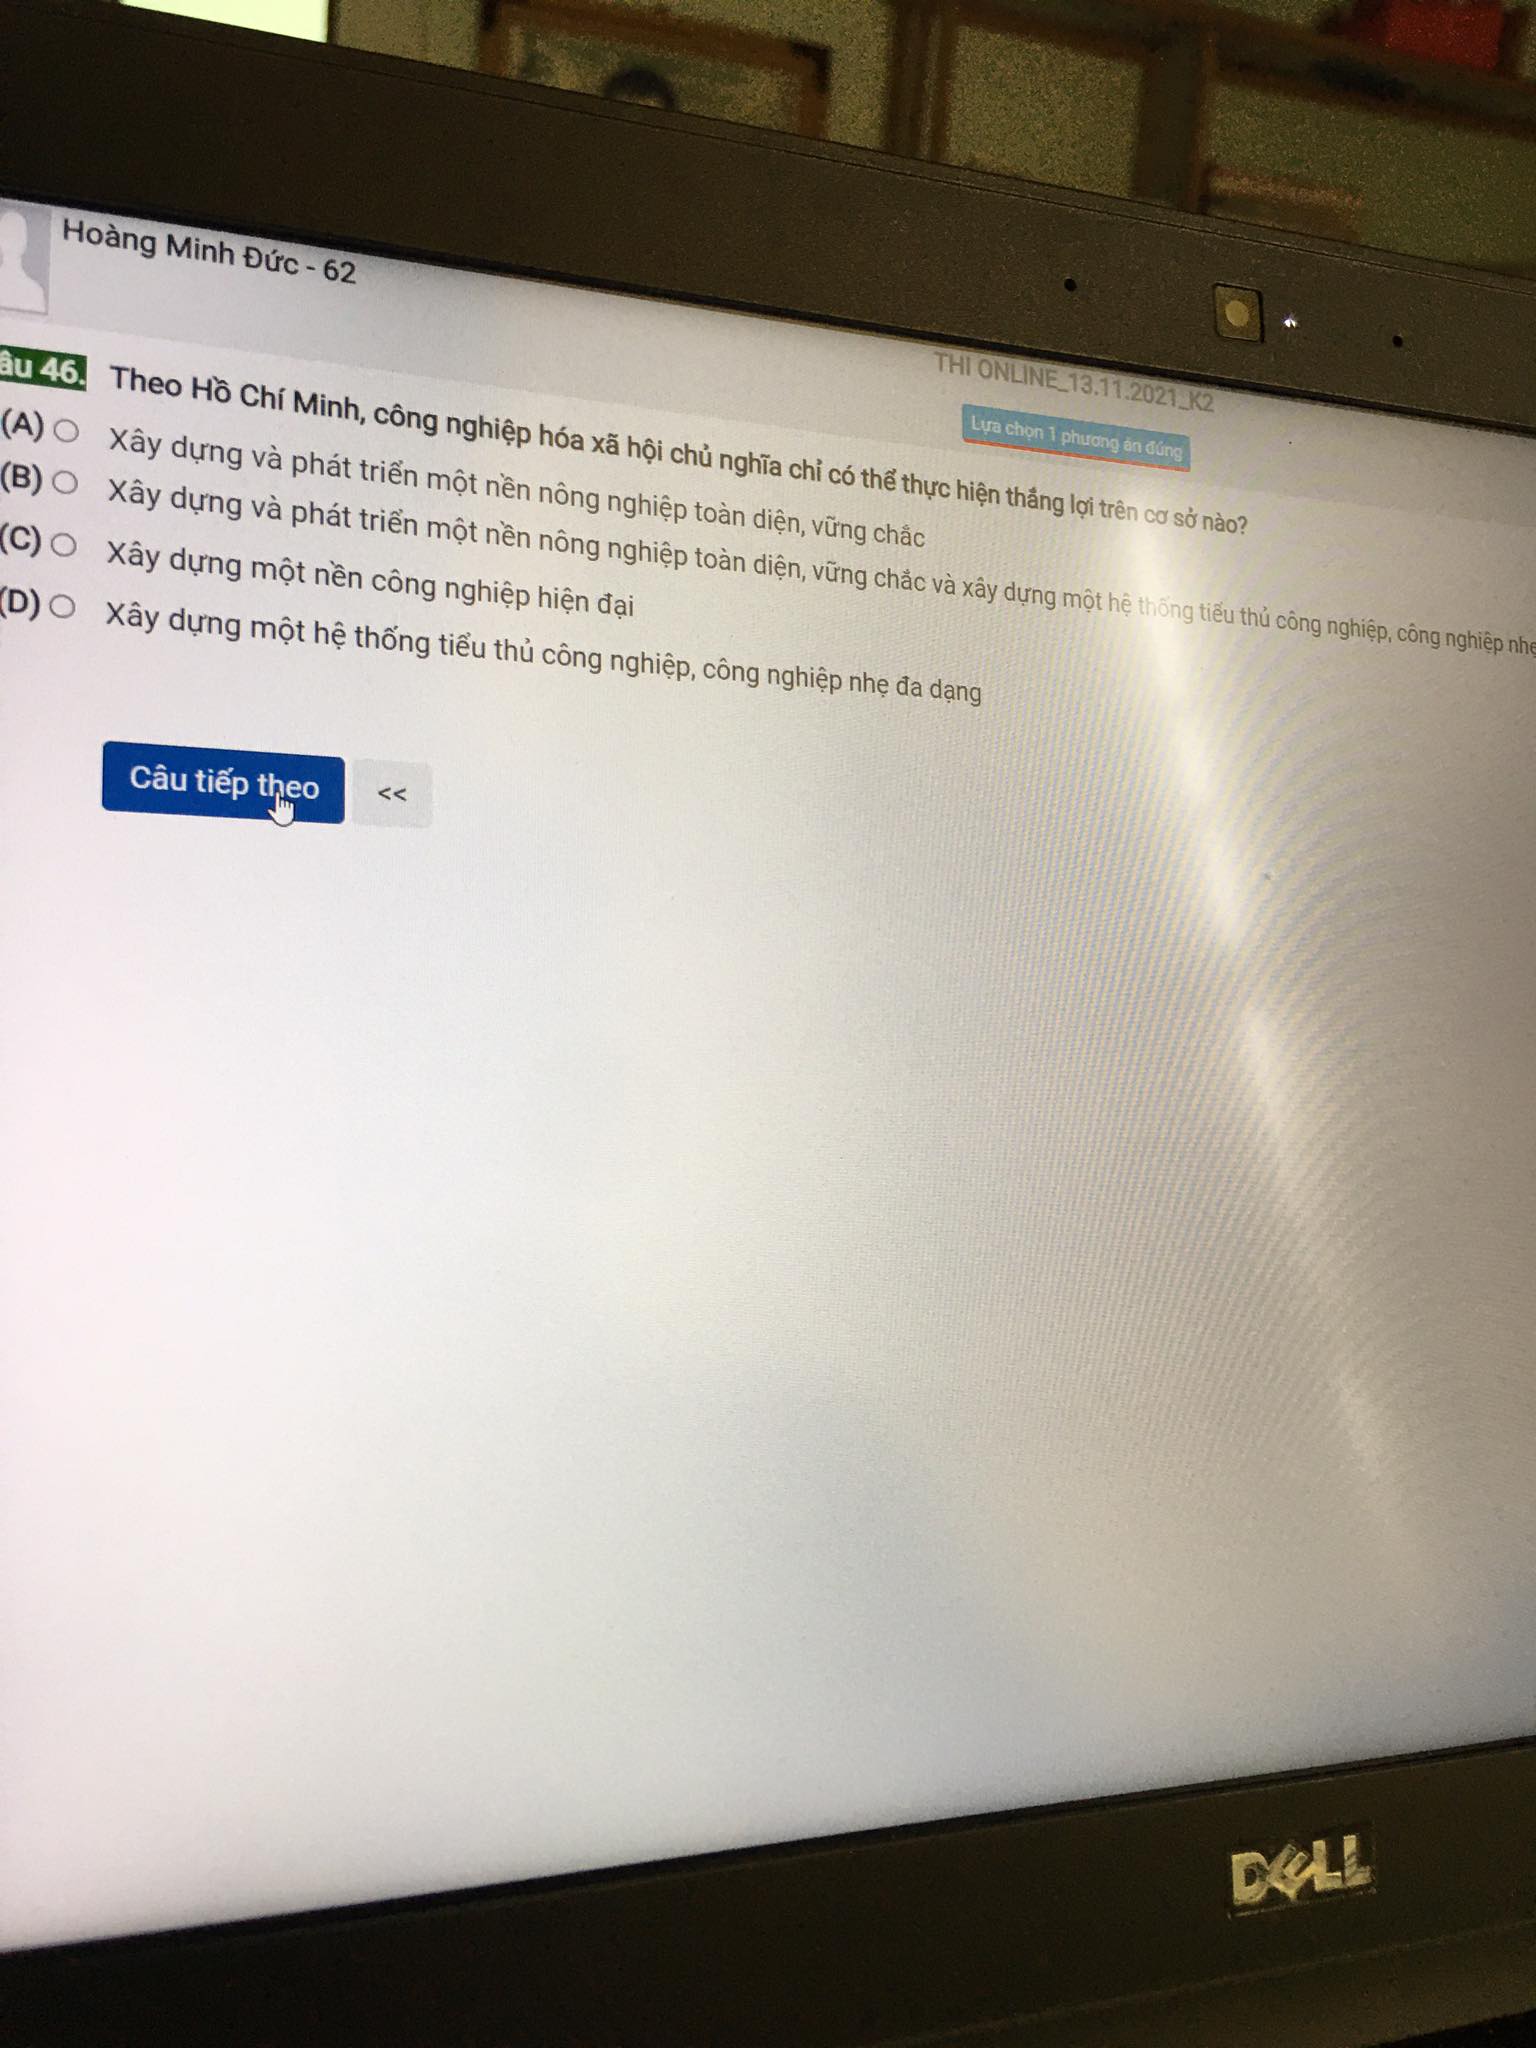 Hoàng Minh Đức - 62
THI ONLINE_13.11.2021_K2
Lựa chọn 1 phương án đúng
âu 46. Theo Hồ Chí Minh, công nghiệp hóa xã hội chủ nghĩa chỉ có thể thực hiện thắng lợi trên cơ sở nào?
(A) Xây dựng và phát triển một nền nông nghiệp toàn diện, vững chắc
(B) Xây dựng và phát triển một nền nông nghiệp toàn diện, vững chắc và xây dựng một hệ thống tiểu thủ công nghiệp, công nghiệp nhẹ
(C) Xây dựng một nền công nghiệp hiện đại
(D) Xây dựng một hệ thống tiểu thủ công nghiệp, công nghiệp nhẹ đa dạng
Câu tiếp theo <<
DELL